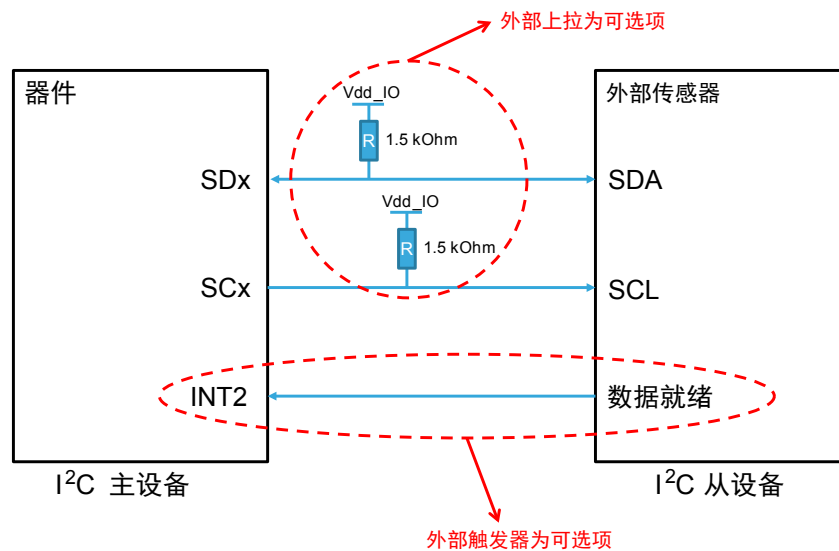 外部上拉为可选项
器件
外部传感器
Vdd_IO
R
1.5 kOhm
SDx
SDA
Vdd_IO
R
1.5 kOhm
SCx
SCL
INT2
数据就绪
I²C 主设备
I²C 从设备
外部触发器为可选项